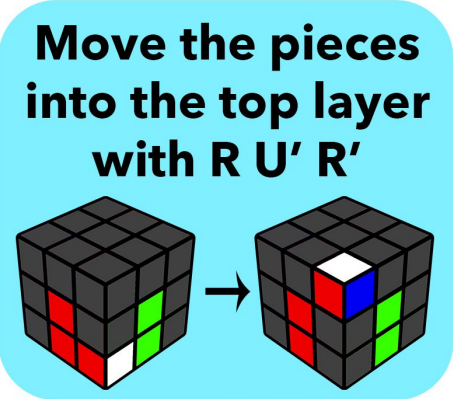 Move the pieces
into the top layer
with R U’ R’